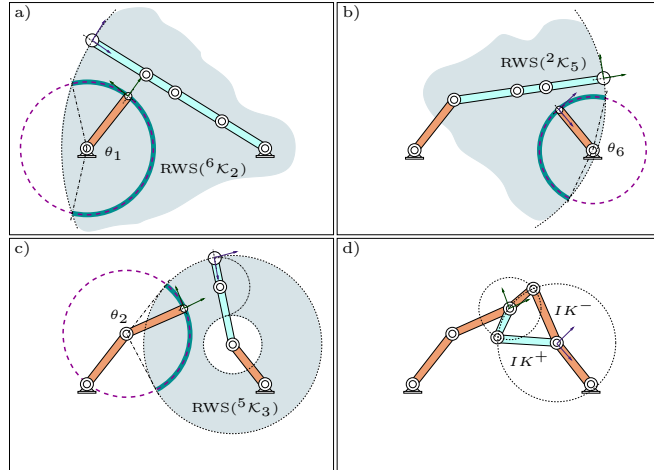 a)
θ₁
RWS(⁶𝒦₂)
b)
RWS(²𝒦₅)
θ₆
c)
θ₂
RWS(⁵𝒦₃)
d)
IK⁻
IK⁺